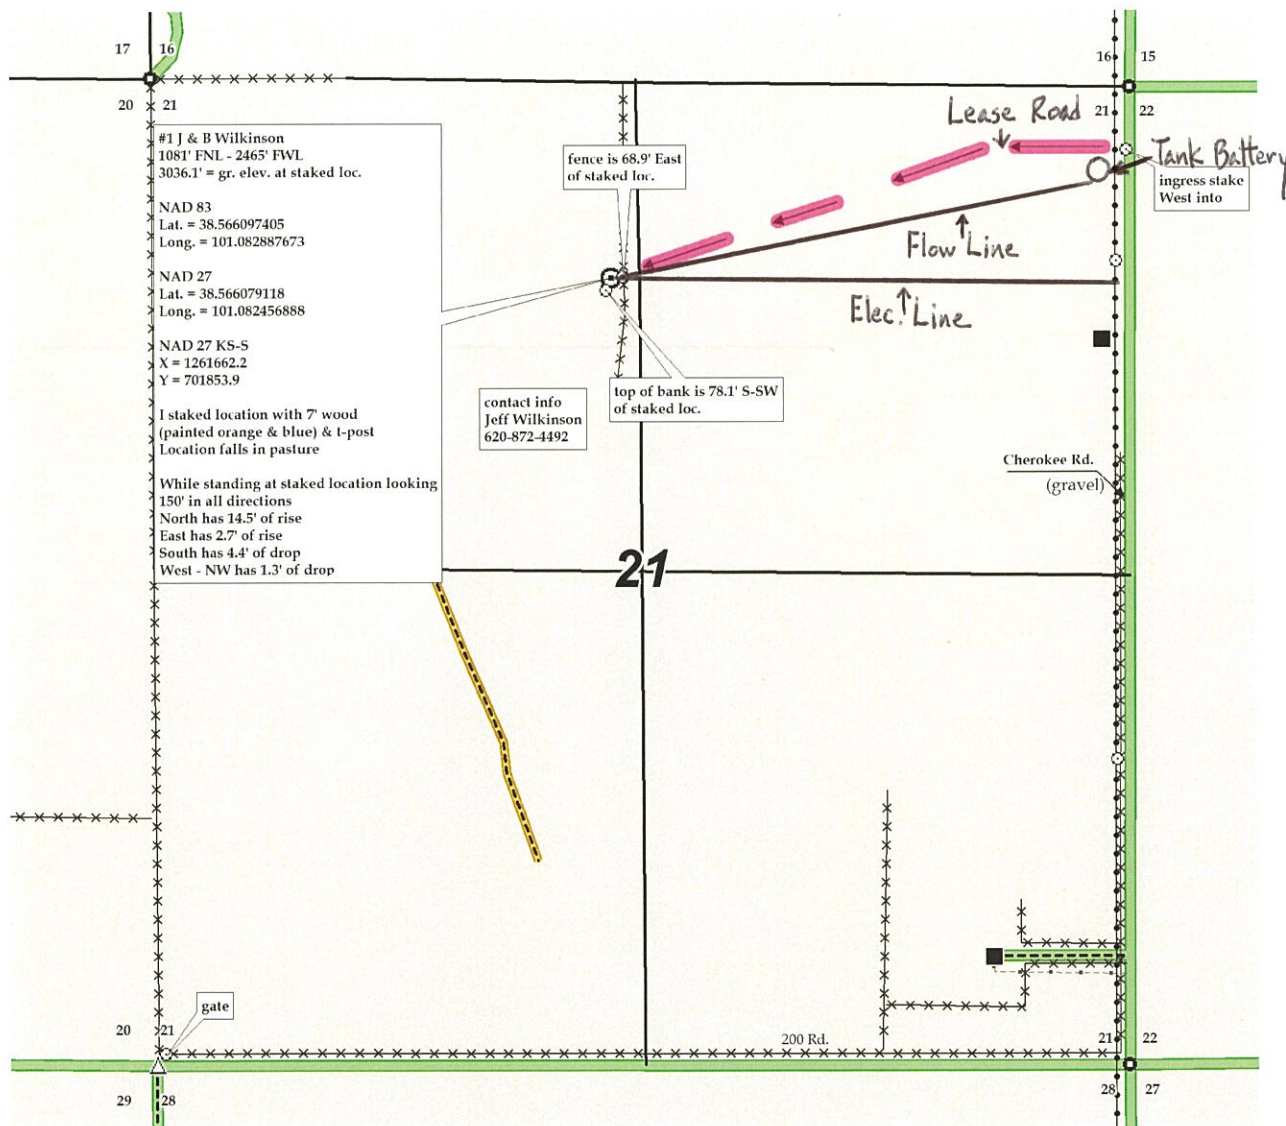 17 16
16 15
20 21
21 22
Lease Road
Tank Battery
ingress stake
West into
#1 J & B Wilkinson
1081' FNL - 2465' FWL
3036.1' = gr. elev. at staked loc.
NAD 83
Lat. = 38.566097405
Long. = 101.082887673
NAD 27
Lat. = 38.566079118
Long. = 101.082456888
NAD 27 KS-S
X = 1261662.2
Y = 701853.9
I staked location with 7' wood
(painted orange & blue) & t-post
Location falls in pasture
While standing at staked location looking
150' in all directions
North has 14.5' of rise
East has 2.7' of rise
South has 4.4' of drop
West - NW has 1.3' of drop
fence is 68.9' East
of staked loc.
Flow Line
Elec. Line
top of bank is 78.1' S-SW
of staked loc.
contact info
Jeff Wilkinson
620-872-4492
Cherokee Rd.
(gravel)
21
gate
200 Rd.
20 21
21 22
29 28
28 27